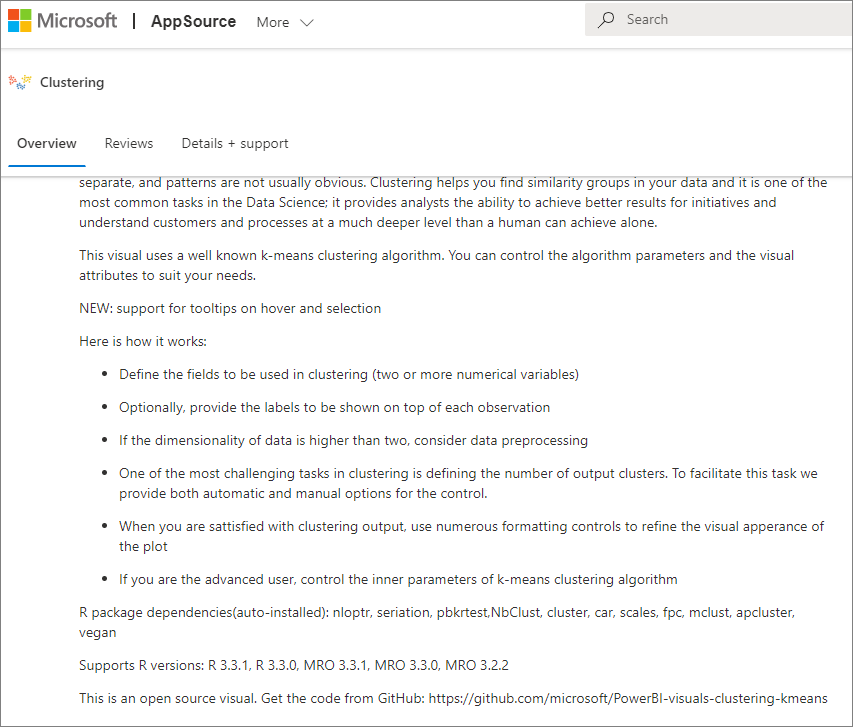 Microsoft | AppSource More
Search
Clustering
Overview Reviews Details + support
separate, and patterns are not usually obvious. Clustering helps you find similarity groups in your data and it is one of the
most common tasks in the Data Science; it provides analysts the ability to achieve better results for initiatives and
understand customers and processes at a much deeper level than a human can achieve alone.
This visual uses a well known k-means clustering algorithm. You can control the algorithm parameters and the visual
attributes to suit your needs.
NEW: support for tooltips on hover and selection
Here is how it works:
• Define the fields to be used in clustering (two or more numerical variables)
• Optionally, provide the labels to be shown on top of each observation
• If the dimensionality of data is higher than two, consider data preprocessing
• One of the most challenging tasks in clustering is defining the number of output clusters. To facilitate this task we
provide both automatic and manual options for the control.
• When you are sattisfied with clustering output, use numerous formatting controls to refine the visual apperance of
the plot
• If you are the advanced user, control the inner parameters of k-means clustering algorithm
R package dependencies(auto-installed): nloptr, seriation, pbkrtest,NbClust, cluster, car, scales, fpc, mclust, apcluster,
vegan
Supports R versions: R 3.3.1, R 3.3.0, MRO 3.3.1, MRO 3.3.0, MRO 3.2.2
This is an open source visual. Get the code from GitHub: https://github.com/microsoft/PowerBI-visuals-clustering-kmeans